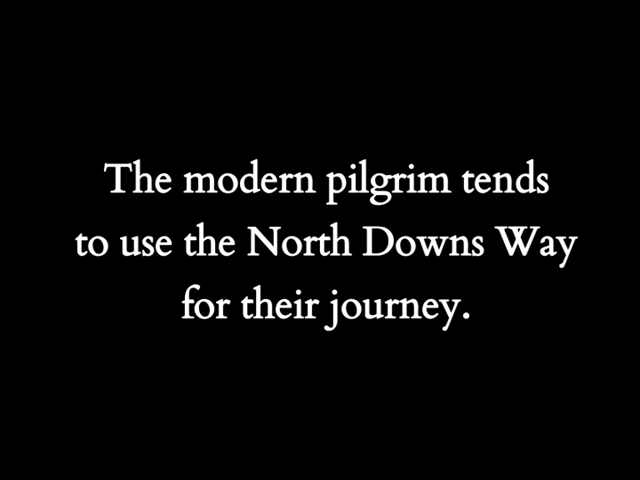 The modern pilgrim tends
to use the North Downs Way
for their journey.